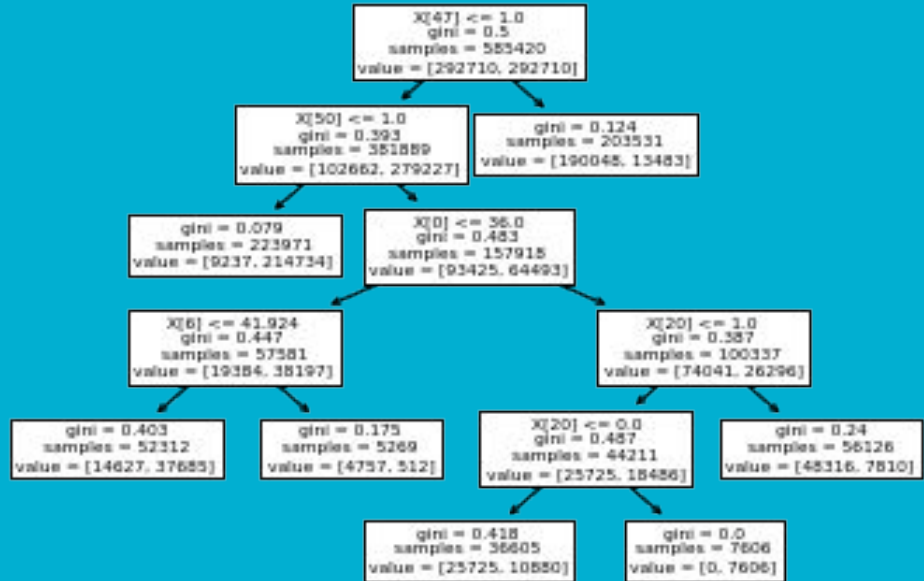 X[47] <= 1.0
gini = 0.5
samples = 585420
value = [292710, 292710]
X[50] <= 1.0
gini = 0.393
samples = 381889
value = [102662, 279227]
gini = 0.124
samples = 203531
value = [190048, 13483]
gini = 0.079
samples = 223971
value = [9237, 214734]
X[0] <= 36.0
gini = 0.483
samples = 157918
value = [93425, 64493]
X[6] <= 41.924
gini = 0.447
samples = 57581
value = [19384, 38197]
X[20] <= 1.0
gini = 0.387
samples = 100337
value = [74041, 26296]
gini = 0.403
samples = 52312
value = [14627, 37685]
gini = 0.175
samples = 5269
value = [4757, 512]
X[20] <= 0.0
gini = 0.487
samples = 44211
value = [25725, 18486]
gini = 0.24
samples = 56126
value = [48316, 7810]
gini = 0.418
samples = 36605
value = [25725, 10880]
gini = 0.0
samples = 7606
value = [0, 7606]